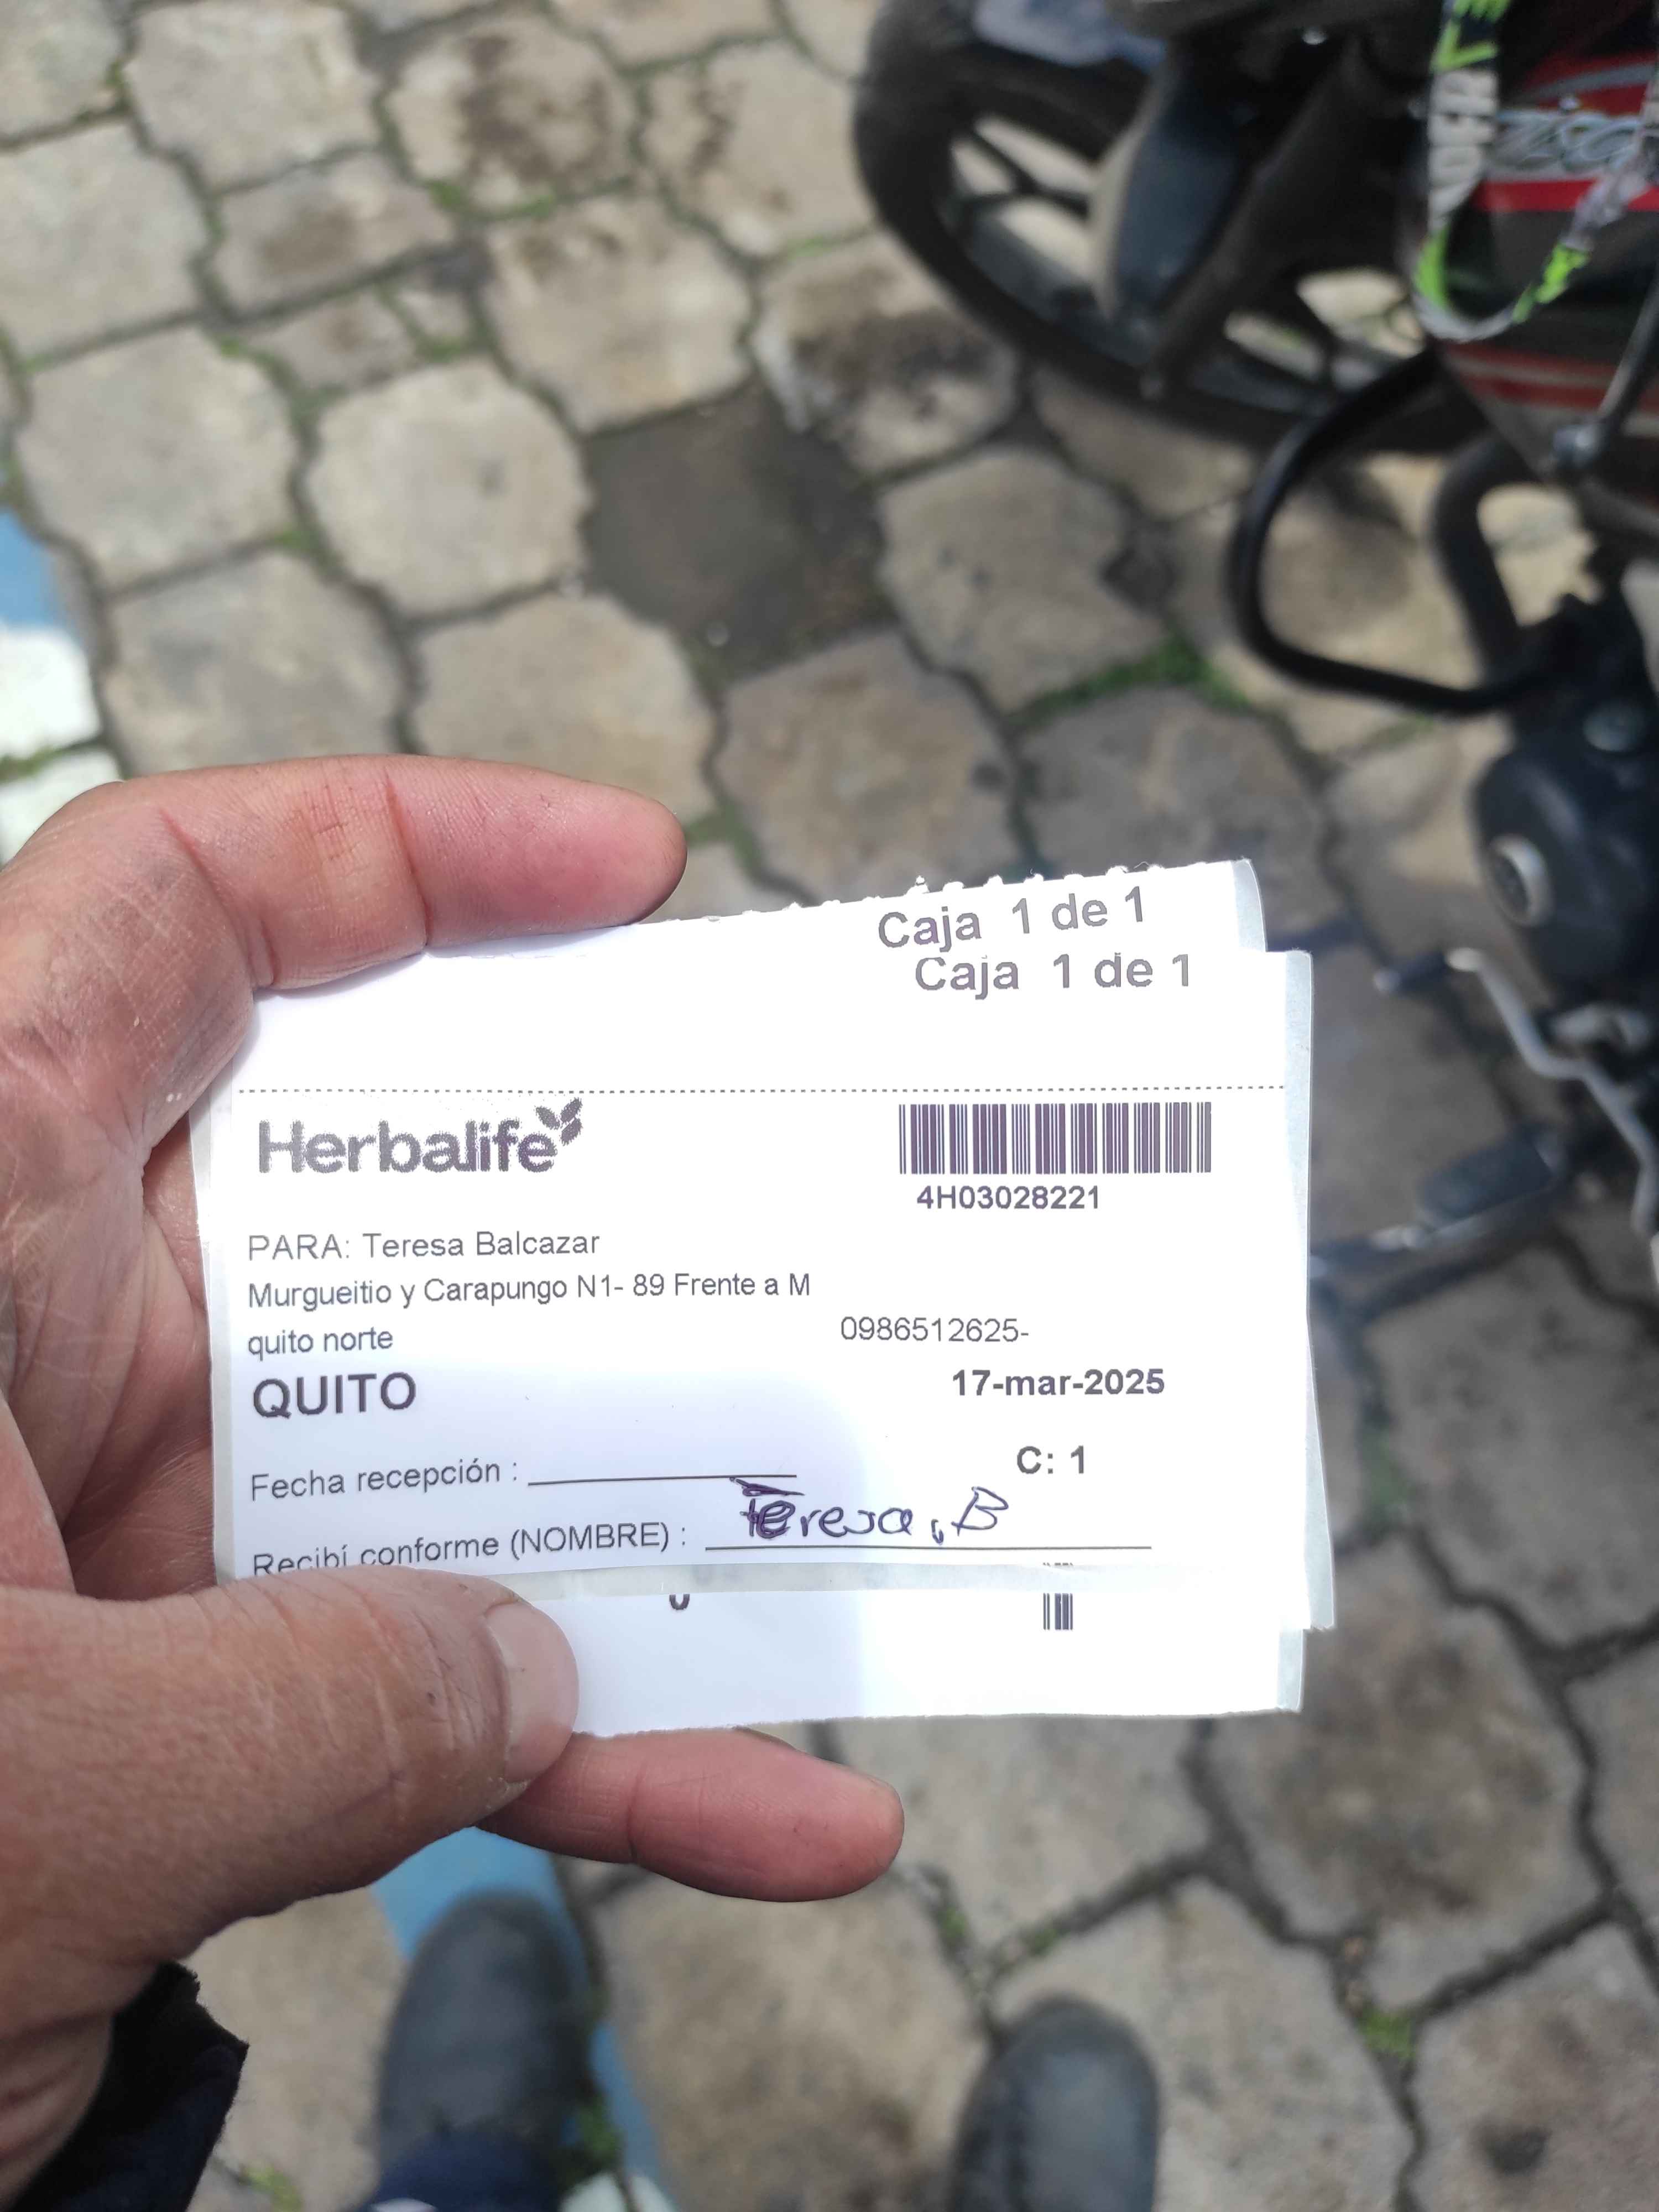 Caja 1 de 1
Caja 1 de 1
Herbalife
4H03028221
PARA: Teresa Balcazar
Murgueitio y Carapungo N1- 89 Frente a M
quito norte
0986512625-
QUITO
17-mar-2025
C: 1
Fecha recepción :
Recibí conforme (NOMBRE) : Teresa, B